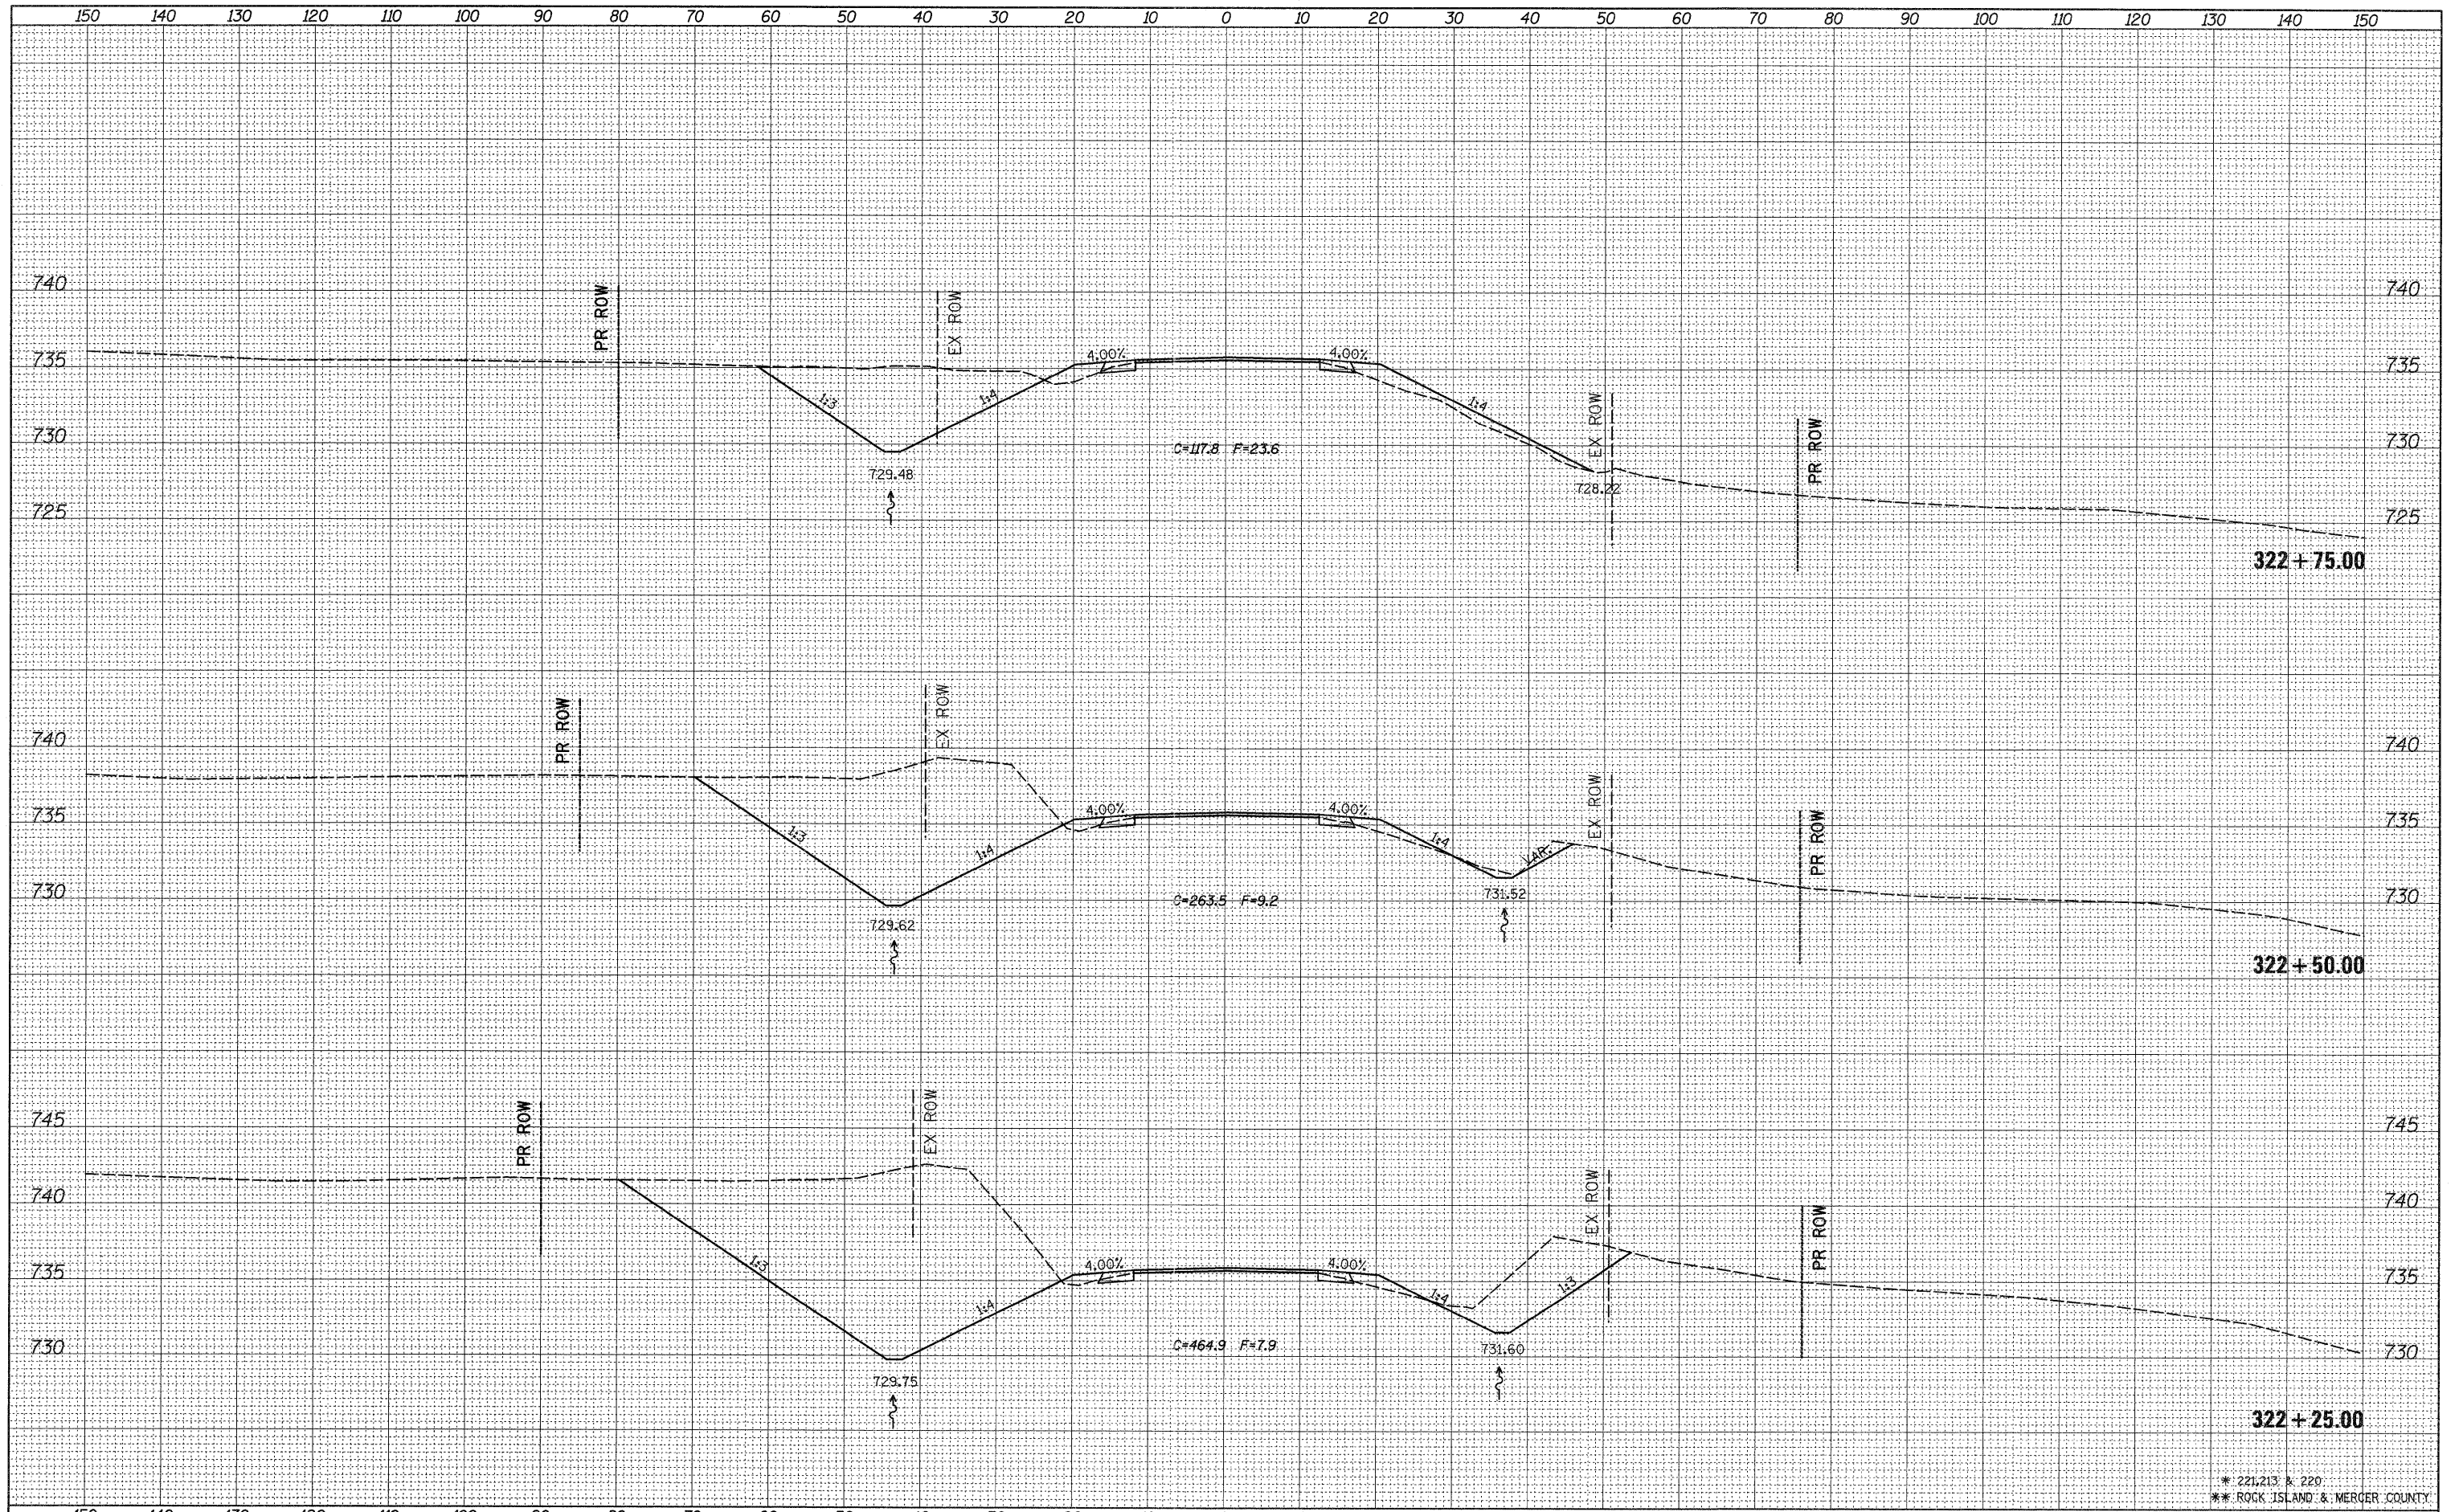 150 140 130 120 110 100 90 80 70 60 50 40 30 20 10 0 10 20 30 40 50 60 70 80 90 100 110 120 130 140 150
740 PR ROW EX ROW 740
735 4.00% 4.00% 735
1:3 1:4 1:4 EX ROW
730 C=117.8 F=23.6 PR ROW 730
729.48 728.22
725 725
322+75.00
PR ROW EX ROW
740 740
735 4.00% 4.00% EX ROW PR ROW 735
1:3 1:4 1:4 VAR.
730 C=263.5 F=9.2 731.52 730
729.62
322+50.00
745 PR ROW EX ROW 745
740 EX ROW PR ROW 740
735 1:3 4.00% 4.00% 735
1:4 1:4 1:3
730 C=464.9 F=7.9 731.60 730
729.75
322+25.00
* 221,213 & 220
** ROCK ISLAND & MERCER COUNTY